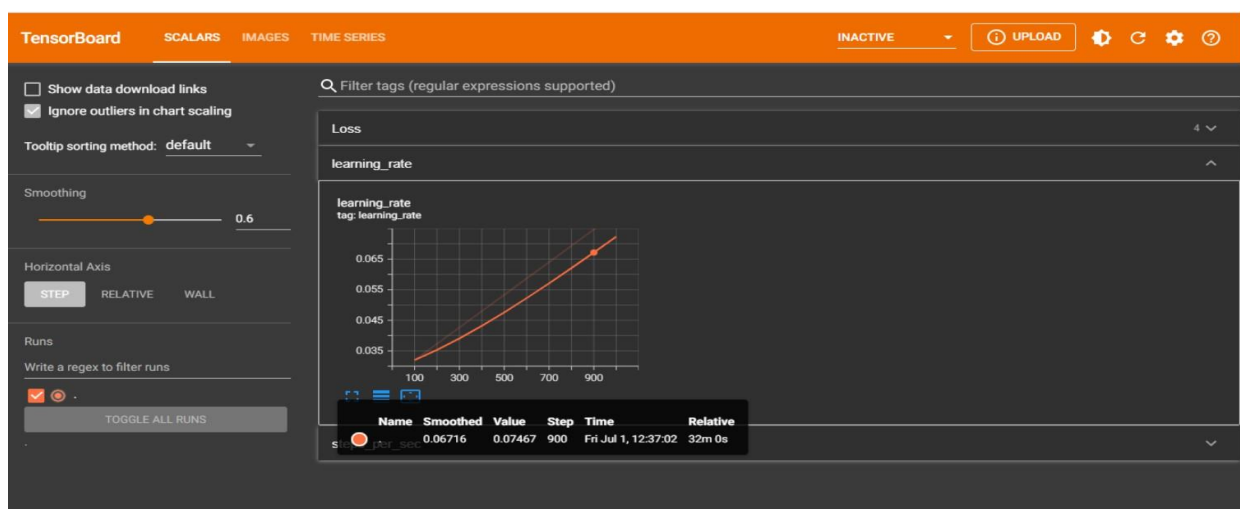 TensorBoard SCALARS IMAGES TIME SERIES INACTIVE UPLOAD
Show data download links
Ignore outliers in chart scaling
Tooltip sorting method: default
Smoothing
0.6
Horizontal Axis
STEP RELATIVE WALL
Runs
Write a regex to filter runs
.
TOGGLE ALL RUNS
.
Filter tags (regular expressions supported)
Loss 4
learning_rate
learning_rate
tag: learning_rate
0.065
0.055
0.045
0.035
100 300 500 700 900
Name Smoothed Value Step Time Relative
. 0.06716 0.07467 900 Fri Jul 1, 12:37:02 32m 0s